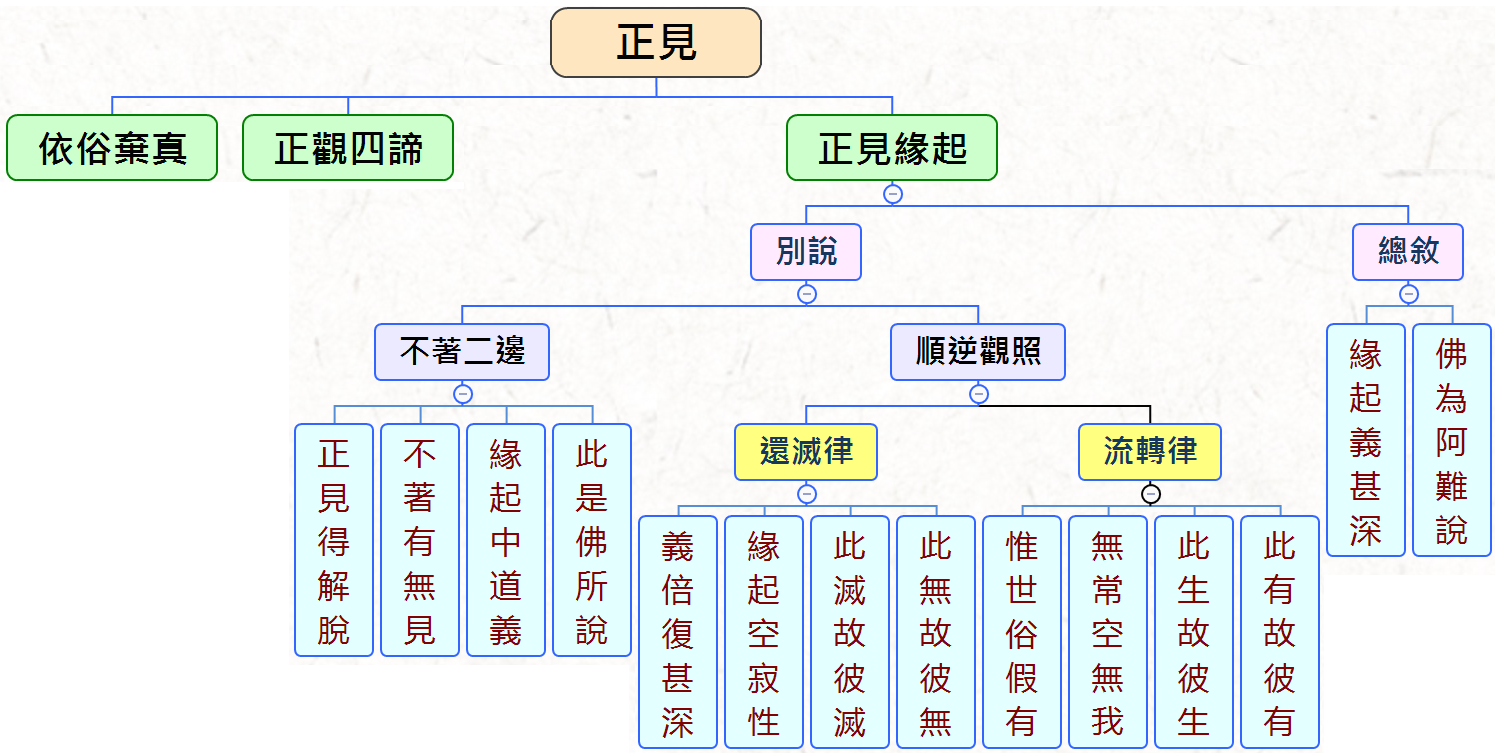 正見
正見緣起
正觀四諦
依俗棄真
總敘
別說
順逆觀照
不著二邊
佛為阿難說
緣起義甚深
流轉律
還滅律
此有故彼有
此生故彼生
無常空無我
惟世俗假有
此無故彼無
此滅故彼滅
緣起空寂性
義倍復甚深
此是佛所說
緣起中道義
不著有無見
正見得解脫